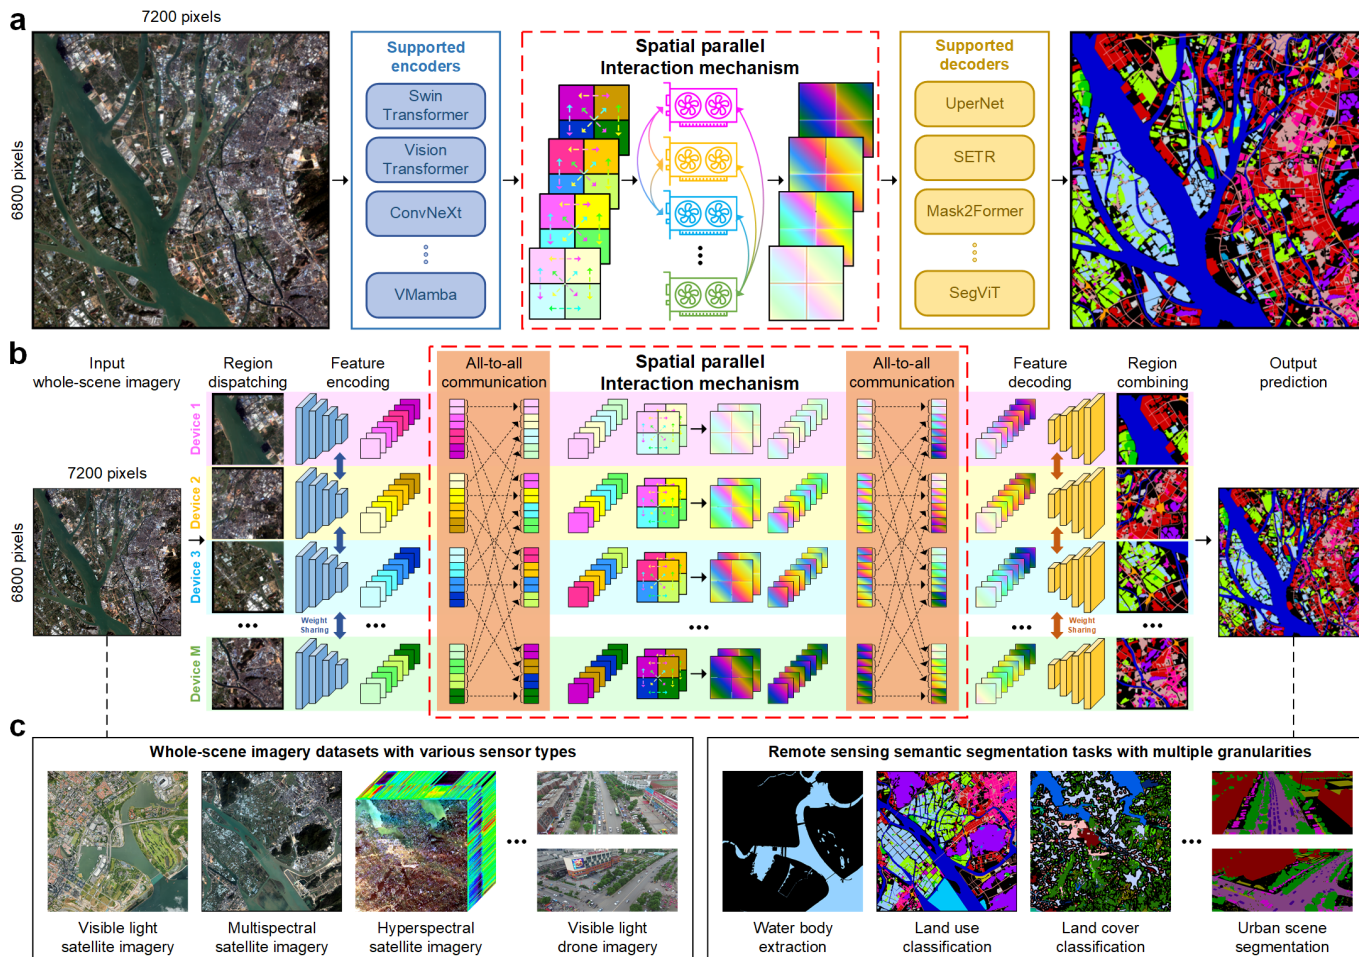 a
7200 pixels
6800 pixels
Supported
encoders
Swin
Transformer
Vision
Transformer
ConvNeXt
VMamba
Spatial parallel
Interaction mechanism
Supported
decoders
UperNet
SETR
Mask2Former
SegViT
b
Input
whole-scene imagery
Region
dispatching
Feature
encoding
All-to-all
communication
Spatial parallel
Interaction mechanism
All-to-all
communication
Feature
decoding
Region
combining
Output
prediction
7200 pixels
6800 pixels
Device 1
Device 2
Device 3
Device M
Weight
Sharing
Weight
Sharing
c
Whole-scene imagery datasets with various sensor types
Visible light
satellite imagery
Multispectral
satellite imagery
Hyperspectral
satellite imagery
Visible light
drone imagery
Remote sensing semantic segmentation tasks with multiple granularities
Water body
extraction
Land use
classification
Land cover
classification
Urban scene
segmentation